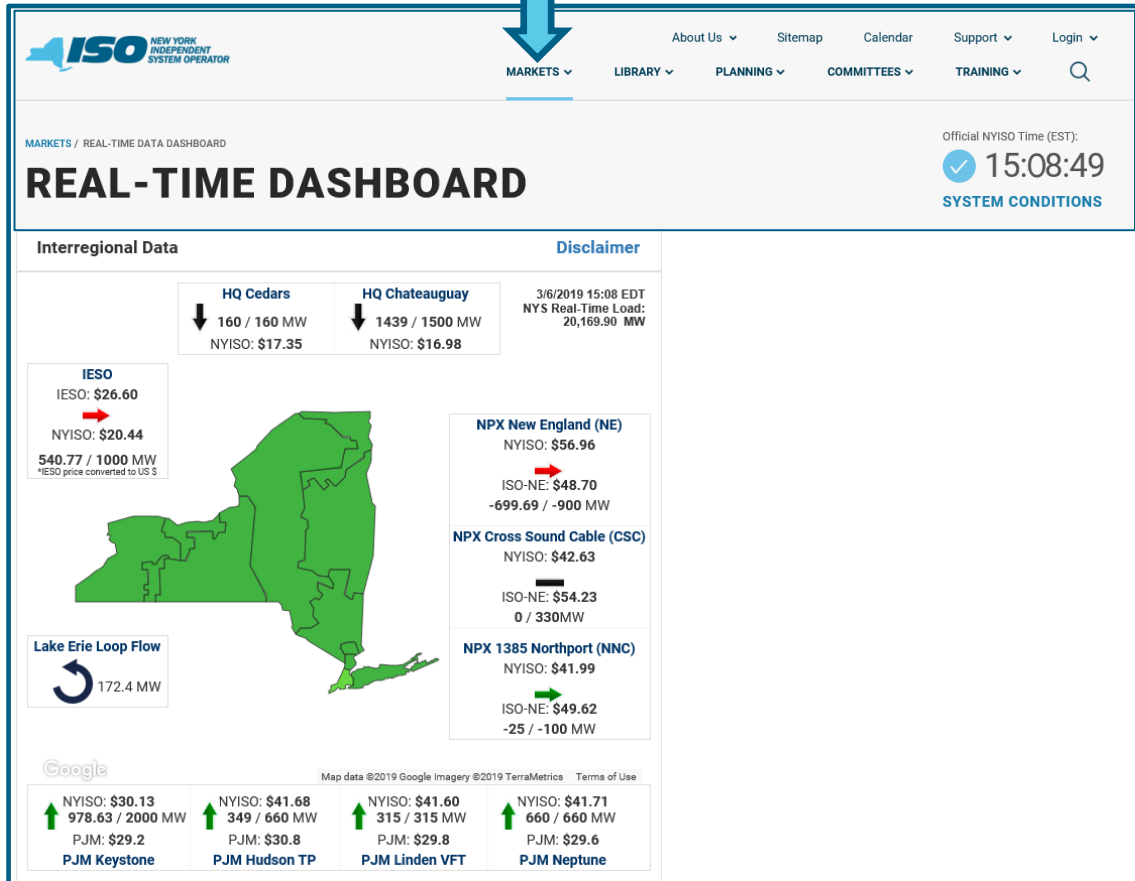 ISO NEW YORK
INDEPENDENT
SYSTEM OPERATOR
About Us Sitemap Calendar Support Login
MARKETS LIBRARY PLANNING COMMITTEES TRAINING
MARKETS / REAL-TIME DATA DASHBOARD
REAL-TIME DASHBOARD
Official NYISO Time (EST):
15:08:49
SYSTEM CONDITIONS
Interregional Data Disclaimer
HQ Cedars
160 / 160 MW
NYISO: $17.35
HQ Chateauguay
1439 / 1500 MW
NYISO: $16.98
3/6/2019 15:08 EDT
NYS Real-Time Load:
20,169.90 MW
IESO
IESO: $26.60
NYISO: $20.44
540.77 / 1000 MW
*IESO price converted to US $
NPX New England (NE)
NYISO: $56.96
ISO-NE: $48.70
-699.69 / -900 MW
NPX Cross Sound Cable (CSC)
NYISO: $42.63
ISO-NE: $54.23
0 / 330MW
NPX 1385 Northport (NNC)
NYISO: $41.99
ISO-NE: $49.62
-25 / -100 MW
Lake Erie Loop Flow
172.4 MW
Google
Map data ©2019 Google Imagery ©2019 TerraMetrics Terms of Use
NYISO: $30.13
978.63 / 2000 MW
PJM: $29.2
PJM Keystone
NYISO: $41.68
349 / 660 MW
PJM: $30.8
PJM Hudson TP
NYISO: $41.60
315 / 315 MW
PJM: $29.8
PJM Linden VFT
NYISO: $41.71
660 / 660 MW
PJM: $29.6
PJM Neptune